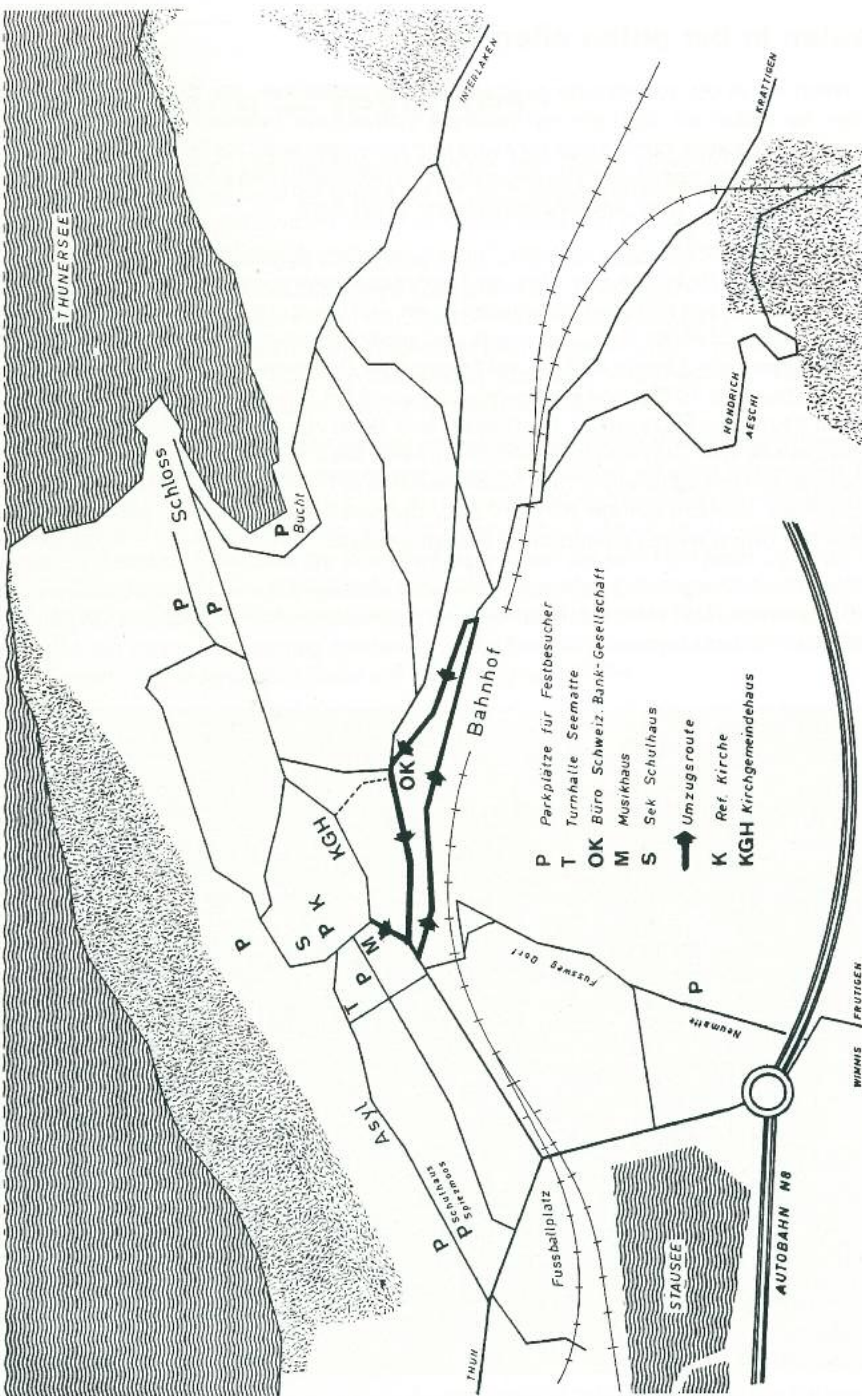 THUNERSEE
INTERLAKEN
KRATTIGEN
HONDRICH
AESCHI
Schloss
P
P
P
Bucht
P
S
P
K
KGH
OK
M
P
T
Asyl
P
P
Schulhaus
Spiezmoos
Bahnhof
Fussweg Dorf
Neumatte
P
Fussballplatz
THUN
STAUSEE
AUTOBAHN N8
WIMMIS
FRUTIGEN
P Parkplätze für Festbesucher
T Turnhalle Seematte
OK Büro Schweiz. Bank-Gesellschaft
M Musikhaus
S Sek Schulhaus
Umzugsroute
K Ref. Kirche
KGH Kirchgemeindehaus